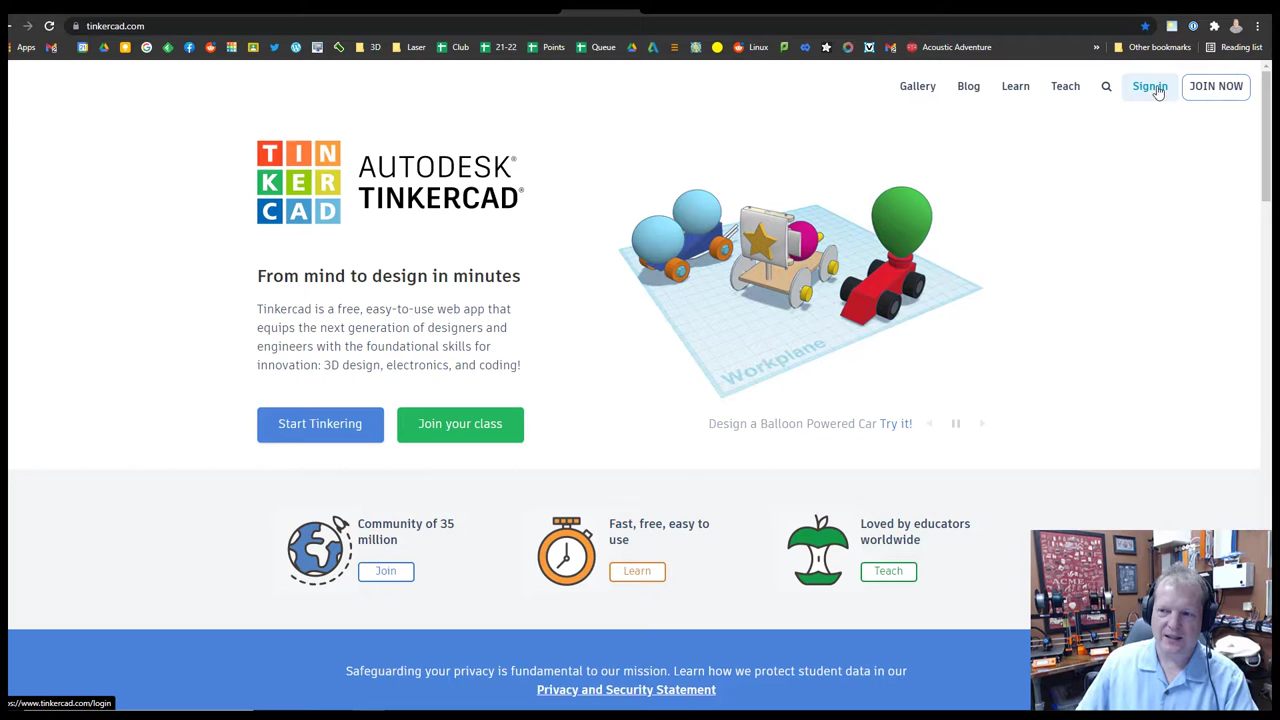 tinkercad.com
Apps
3D
Laser
Club
21-22
Points
Queue
Linux
Acoustic Adventure
»
Other bookmarks
Reading list
Gallery
Blog
Learn
Teach
Sign in
JOIN NOW
TIN
KER
CAD
AUTODESK®
TINKERCAD®
From mind to design in minutes
Tinkercad is a free, easy-to-use web app that
equips the next generation of designers and
engineers with the foundational skills for
innovation: 3D design, electronics, and coding!
Start Tinkering
Join your class
Workplane
Design a Balloon Powered Car Try it!
Community of 35
million
Join
Fast, free, easy to
use
Learn
Loved by educators
worldwide
Teach
Safeguarding your privacy is fundamental to our mission. Learn how we protect student data in our
Privacy and Security Statement
ACME
ps://www.tinkercad.com/login